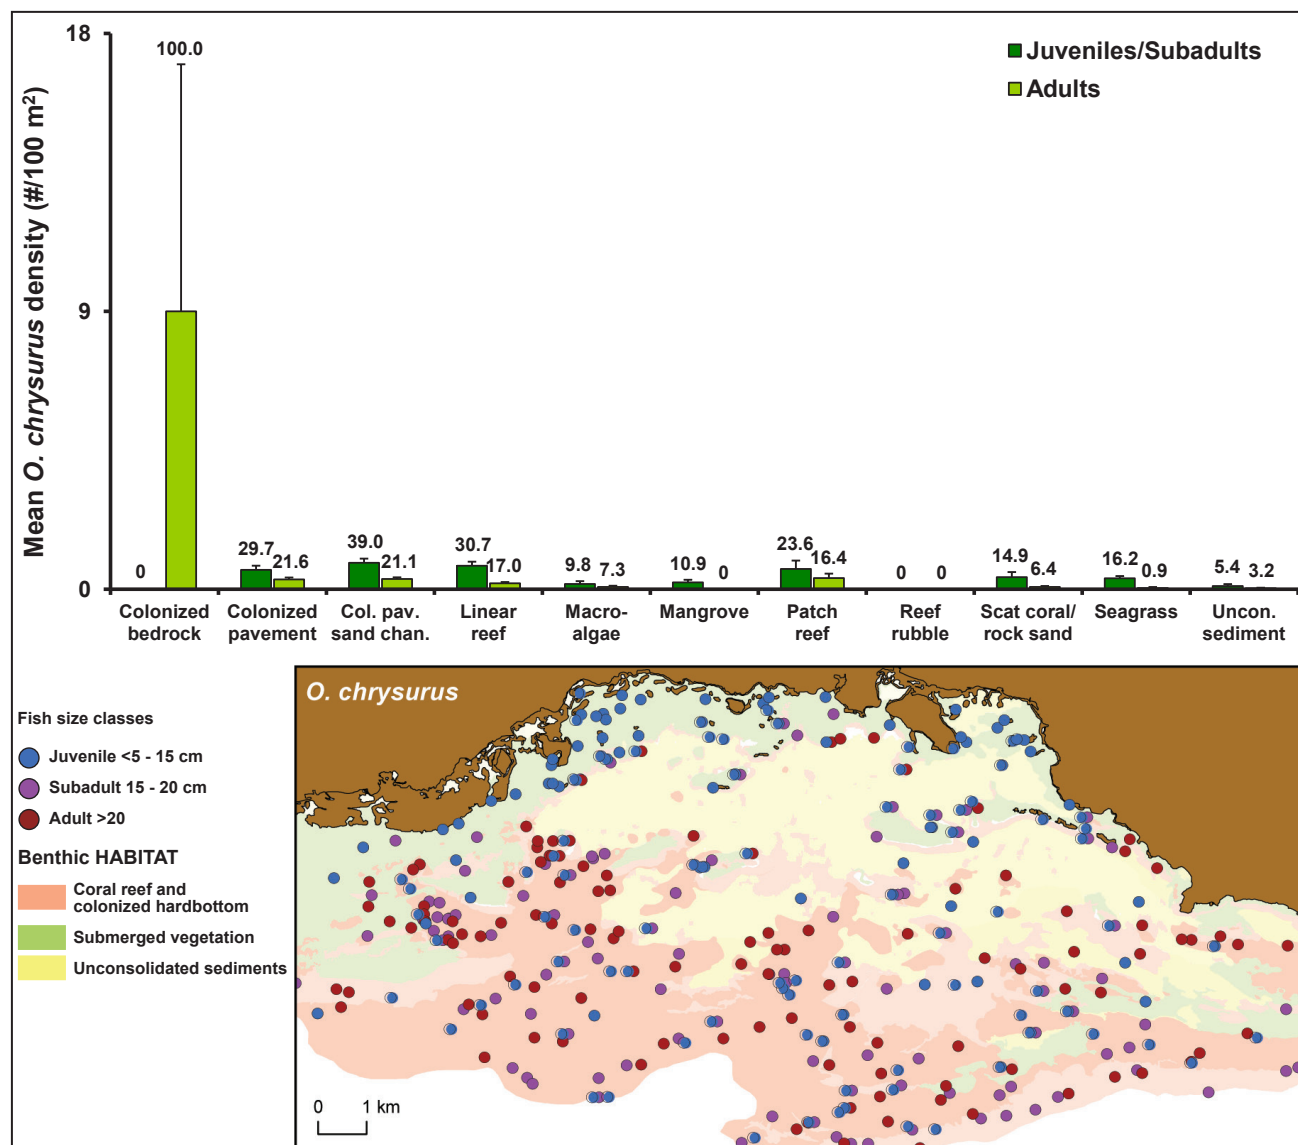 18
9
0
Mean O. chrysurus density (#/100 m²)
Juveniles/Subadults
Adults
0
100.0
29.7
21.6
39.0
21.1
30.7
17.0
9.8
7.3
10.9
0
23.6
16.4
0
0
14.9
6.4
16.2
0.9
5.4
3.2
Colonized
bedrock
Colonized
pavement
Col. pav.
sand chan.
Linear
reef
Macro-
algae
Mangrove
Patch
reef
Reef
rubble
Scat coral/
rock sand
Seagrass
Uncon.
sediment
O. chrysurus
Fish size classes
Juvenile <5 - 15 cm
Subadult 15 - 20 cm
Adult >20
Benthic HABITAT
Coral reef and
colonized hardbottom
Submerged vegetation
Unconsolidated sediments
0 1 km